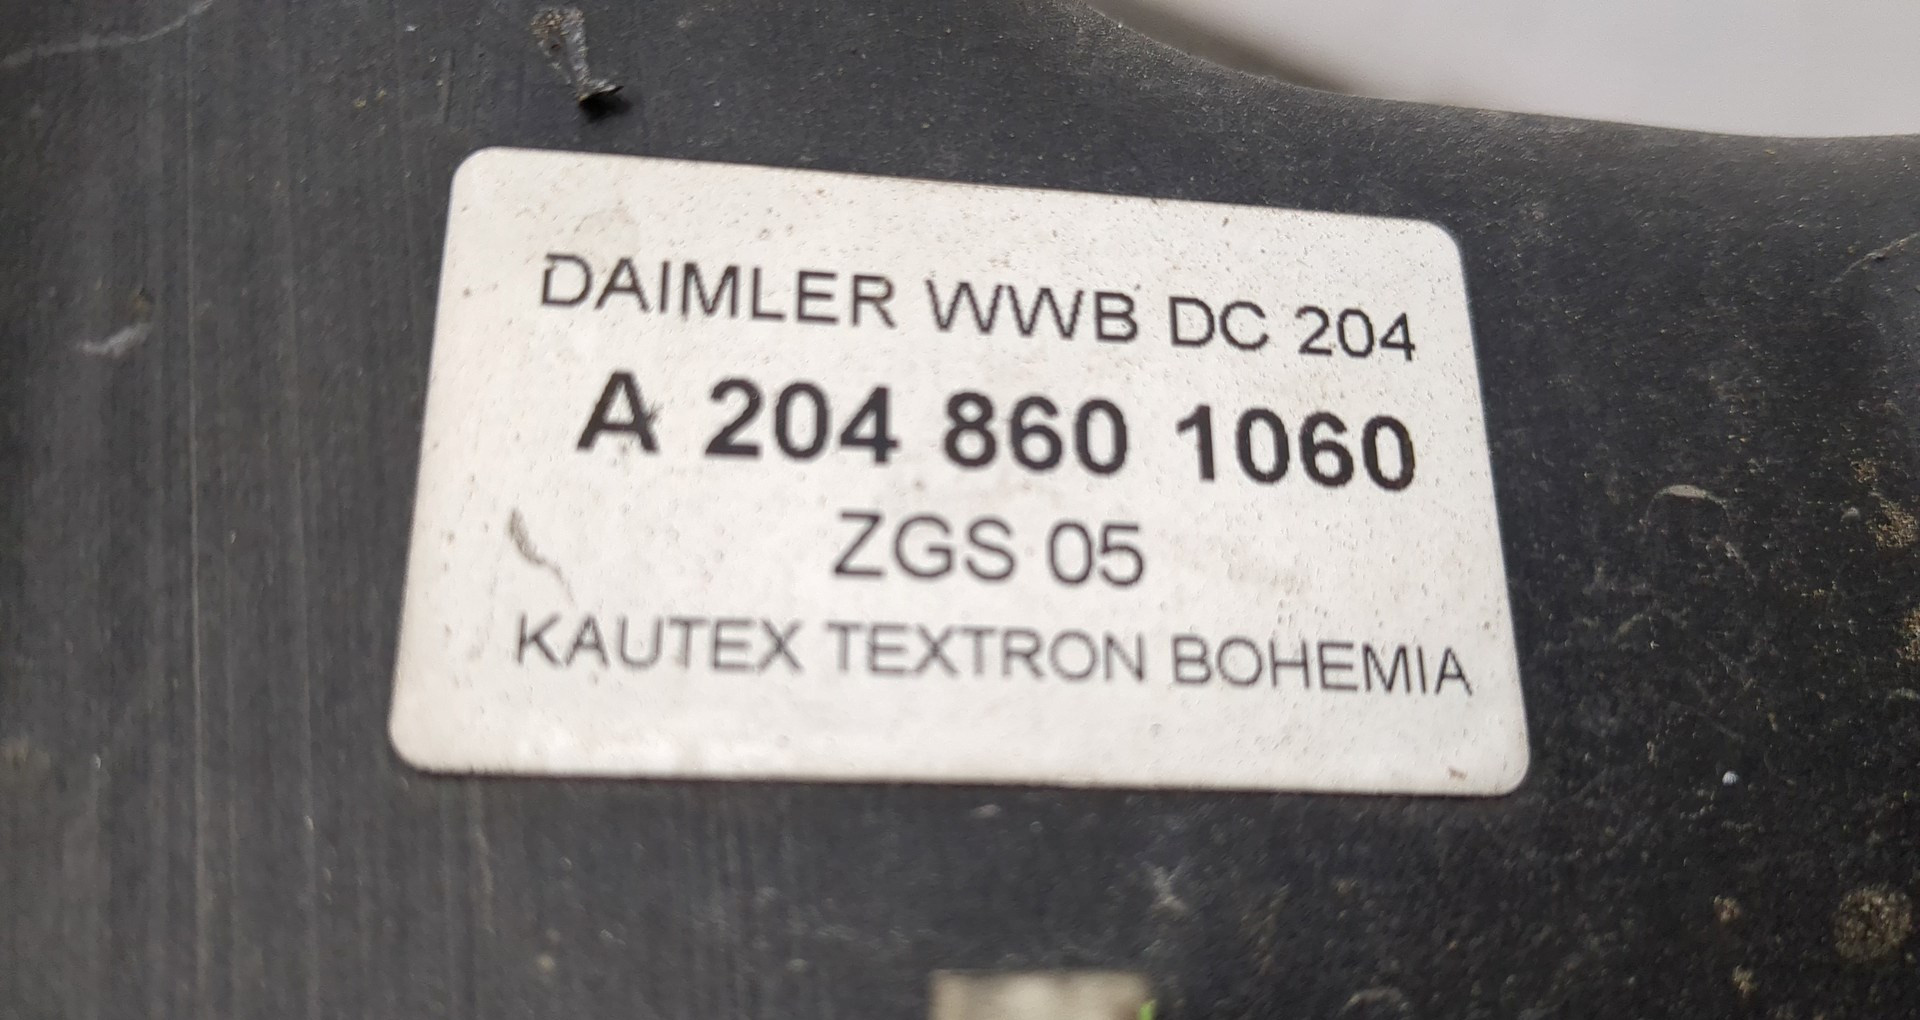 DAIMLER WWB DC 204
A 204 860 1060
ZGS 05
KAUTEX TEXTRON BOHEMIA